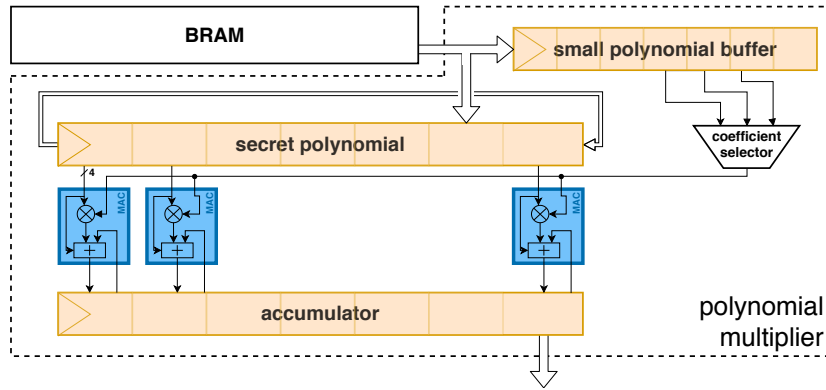 BRAM
small polynomial buffer
secret polynomial
coefficient
selector
4
MAC
MAC
MAC
accumulator
polynomial
multiplier